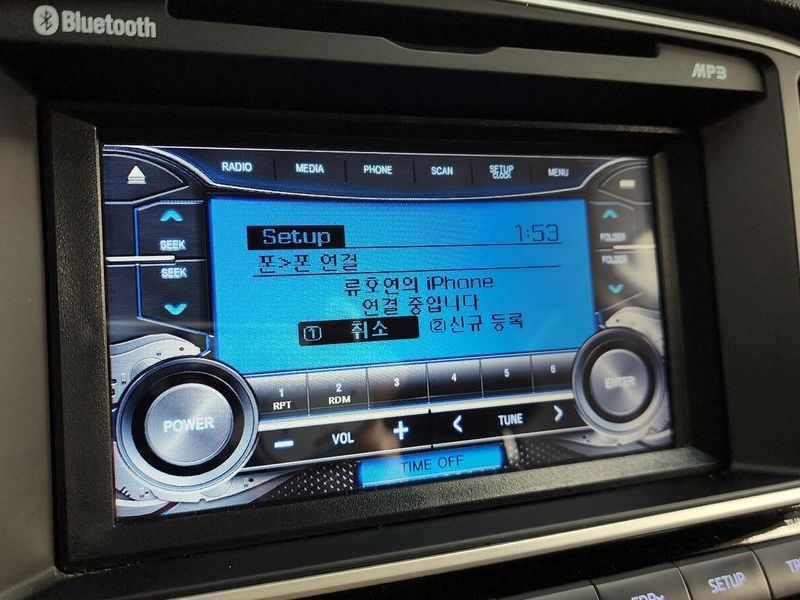 Bluetooth
MP3
RADIO MEDIA PHONE SCAN SETUP CLOCK MENU
SEEK
SEEK
FOLDER
FOLDER
Setup 1:53
폰>폰 연결
류호연의 iPhone
연결 중입니다
① 취소 ②신규 등록
POWER
ENTER
1 RPT 2 RDM 3 4 5 6
− VOL + < TUNE >
TIME OFF
SETUP